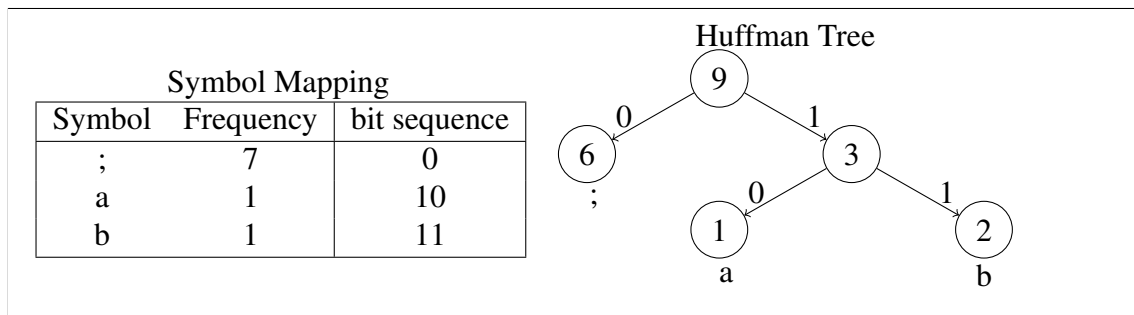 Symbol Mapping
Symbol Frequency bit sequence
; 7 0
a 1 10
b 1 11
Huffman Tree
9
0 1
6 3
; 0 1
1 2
a b